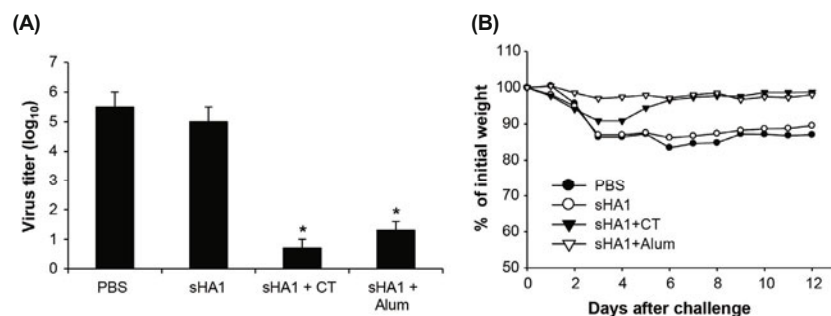 (A)
Virus titer (log10)
7
6
5
4
3
2
1
0
*
*
PBS
sHA1
sHA1 + CT
sHA1 +
Alum
(B)
% of initial weight
110
100
90
80
70
60
50
PBS
sHA1
sHA1+CT
sHA1+Alum
0
2
4
6
8
10
12
Days after challenge